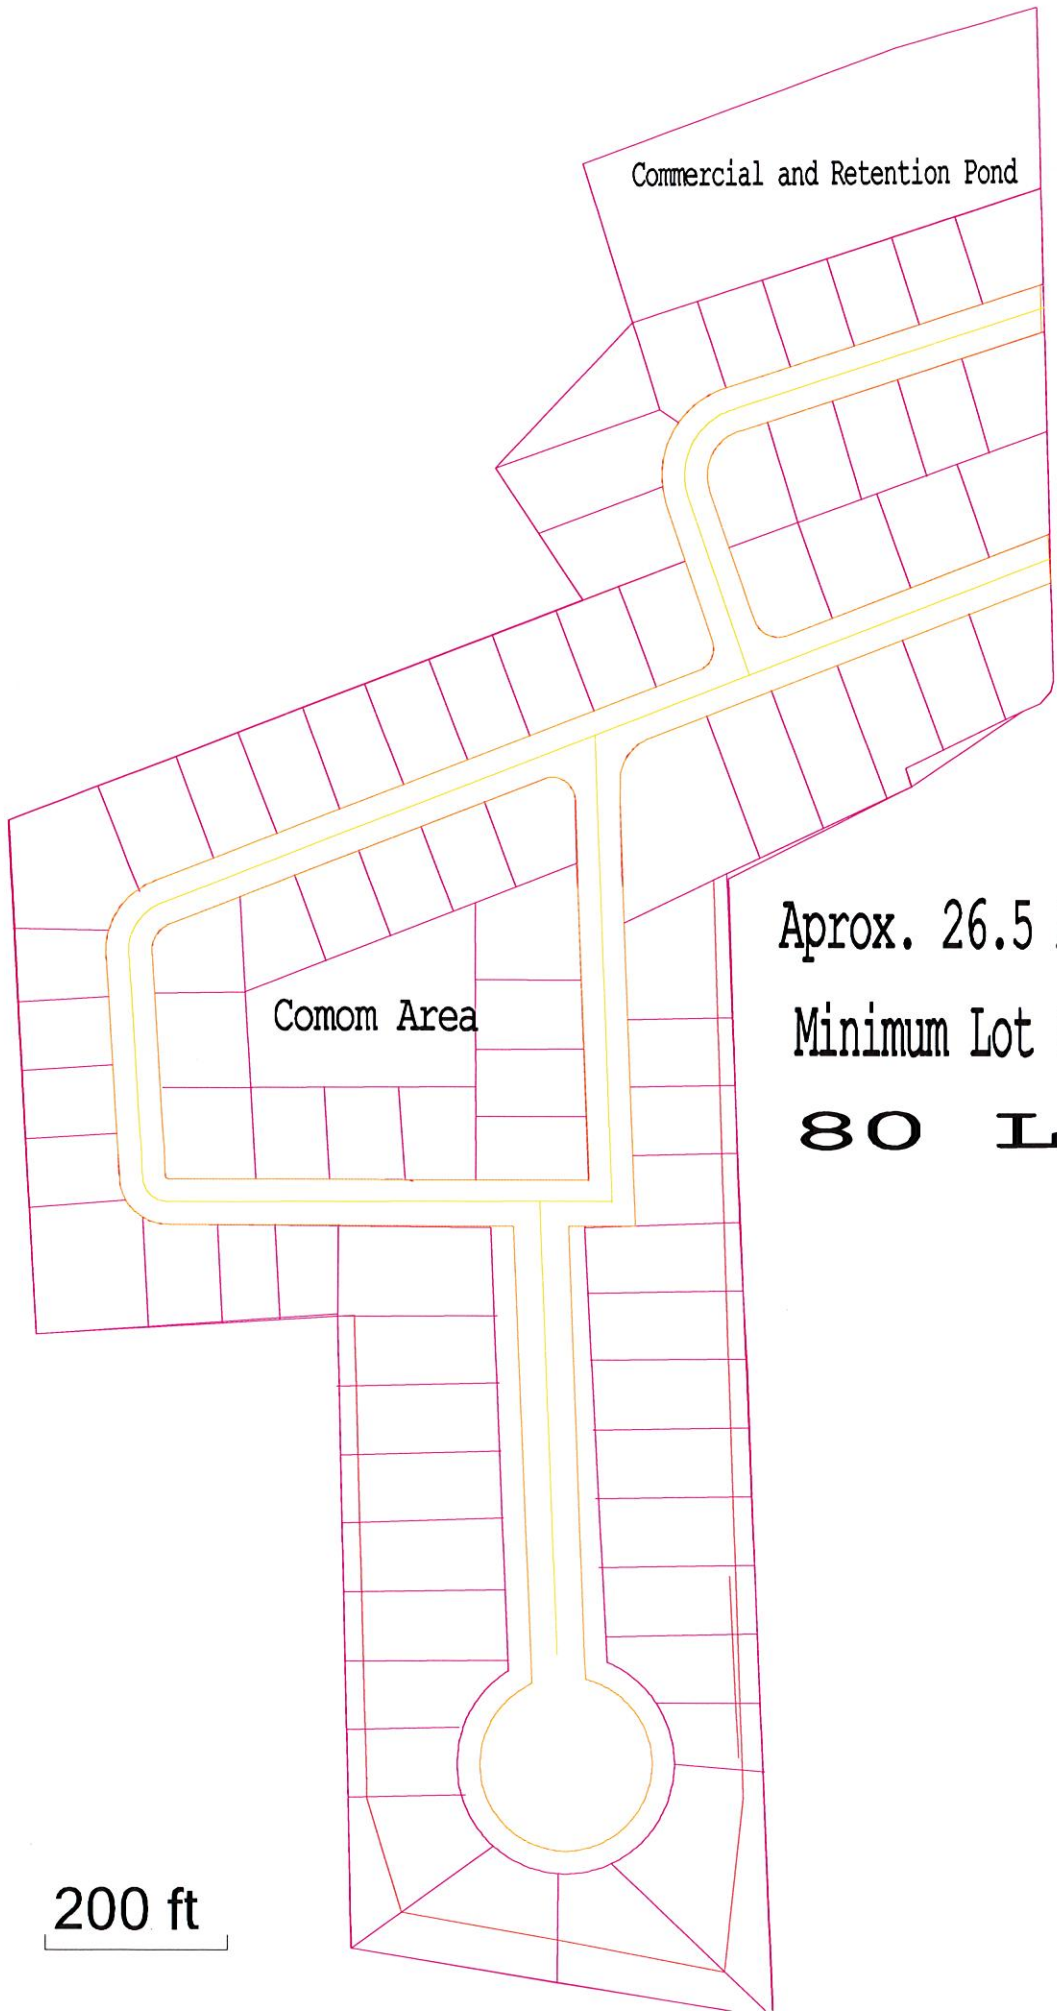 Commercial and Retention Pond
Aprox. 26.5
Comom Area
Minimum Lot
80 L
200 ft